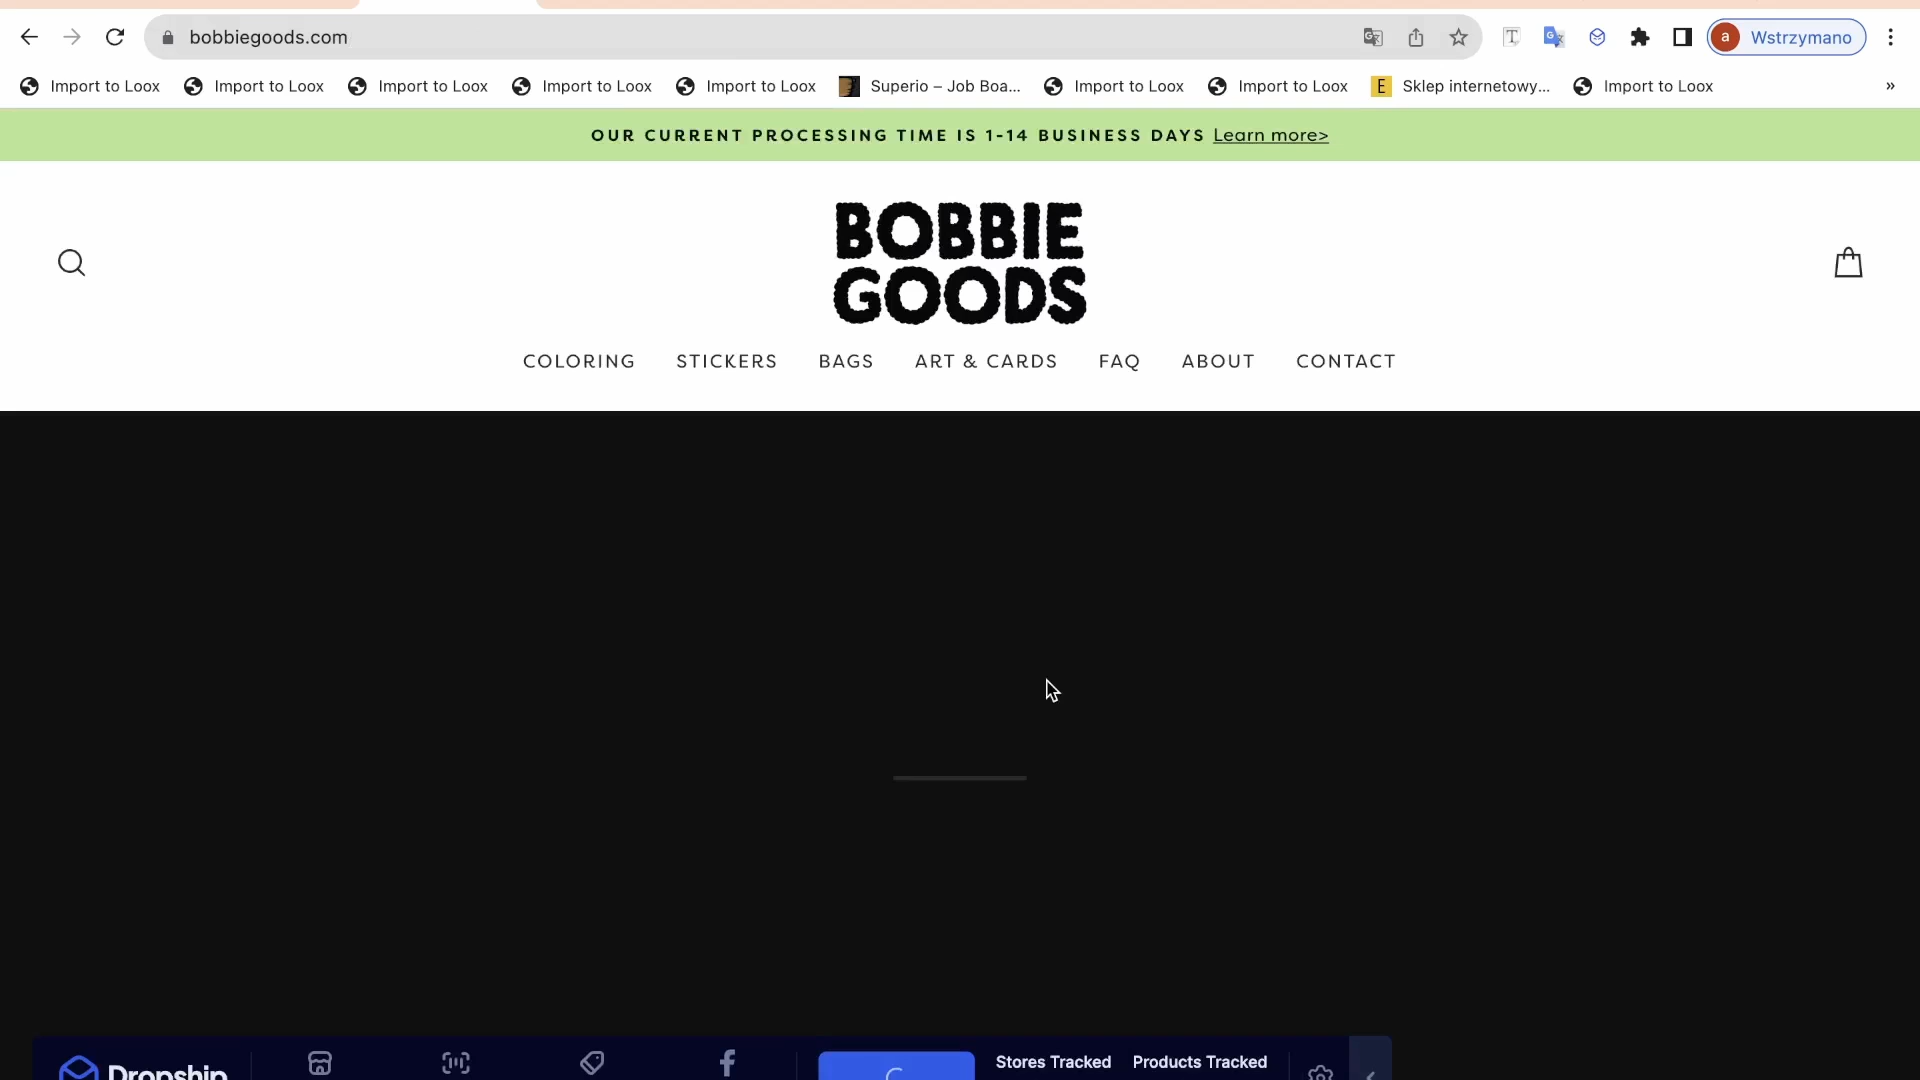 bobbiegoods.com
a Wstrzymano
Import to Loox Import to Loox Import to Loox Import to Loox Import to Loox Superio – Job Boa... Import to Loox Import to Loox E Sklep internetowy... Import to Loox »
OUR CURRENT PROCESSING TIME IS 1-14 BUSINESS DAYS Learn more>
BOBBIE
GOODS
COLORING STICKERS BAGS ART & CARDS FAQ ABOUT CONTACT
Dropship Stores Tracked Products Tracked